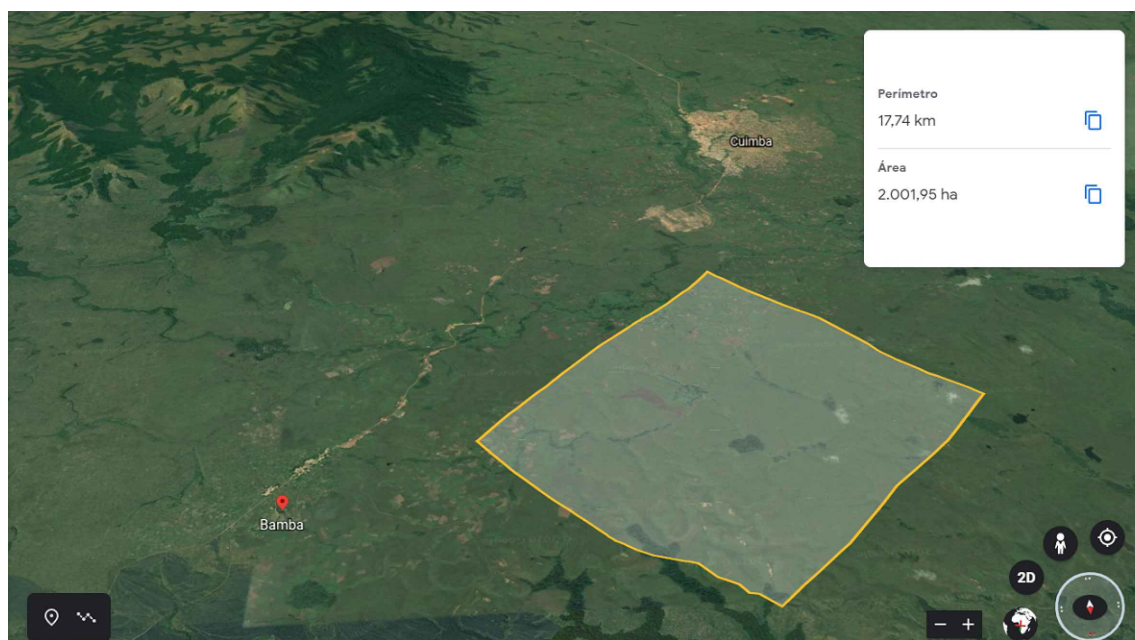 Perímetro
17,74 km
Área
2.001,95 ha
Cuimba
Bamba
2D